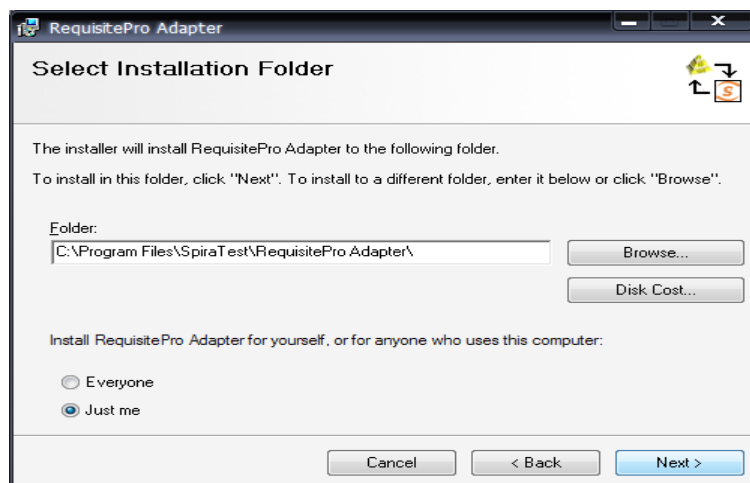 RequisitePro Adapter
Select Installation Folder
S
The installer will install RequisitePro Adapter to the following folder.
To install in this folder, click "Next". To install to a different folder, enter it below or click "Browse".
Folder:
C:\Program Files\SpiraTest\RequisitePro Adapter\
Browse...
Disk Cost...
Install RequisitePro Adapter for yourself, or for anyone who uses this computer:
Everyone
Just me
Cancel
< Back
Next >